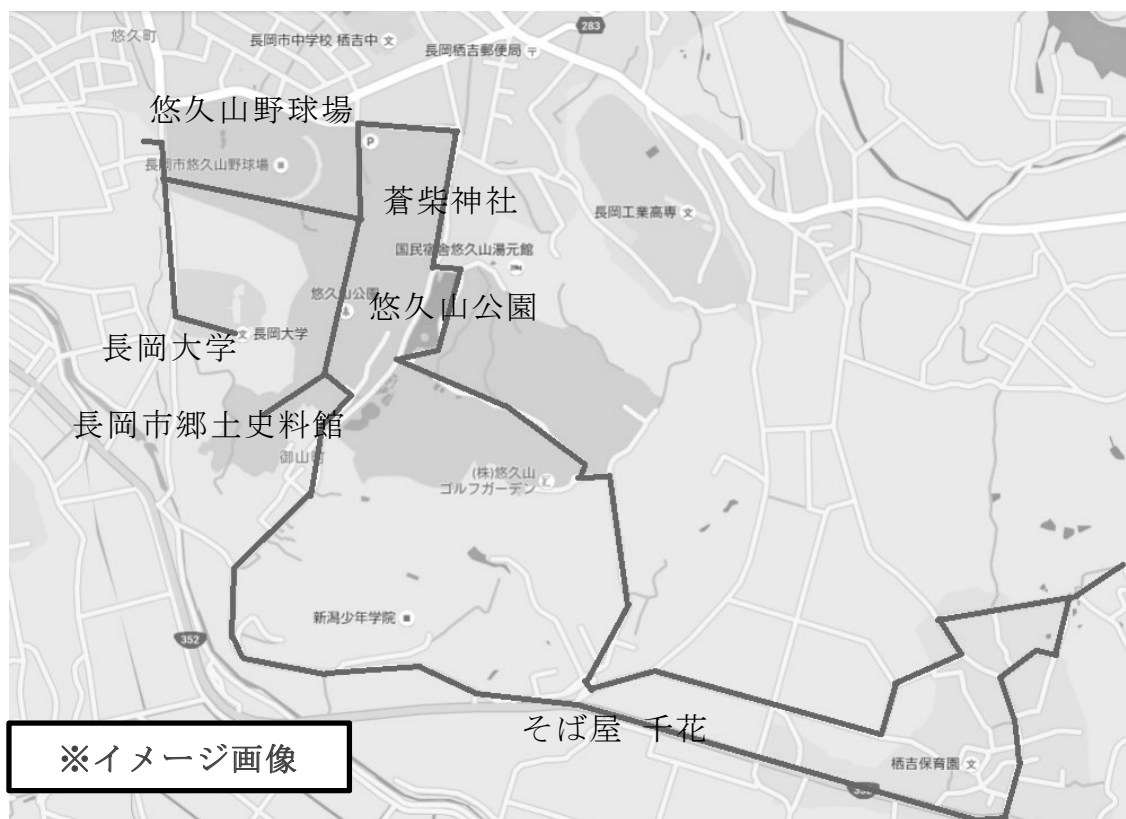 悠久町
長岡市中学校 栖吉中
文
283
長岡栖吉郵便局
〒
悠久山野球場
P
長岡市悠久山野球場
蒼柴神社
長岡工業高専
文
国民宿舎悠久山湯元館
悠久山公園
悠久山公園
長岡大学
文
長岡大学
長岡市郷土史料館
御山町
(株)悠久山
ゴルフガーデン
新潟少年学院
352
そば屋 千花
※イメージ画像
栖吉保育園
文
352